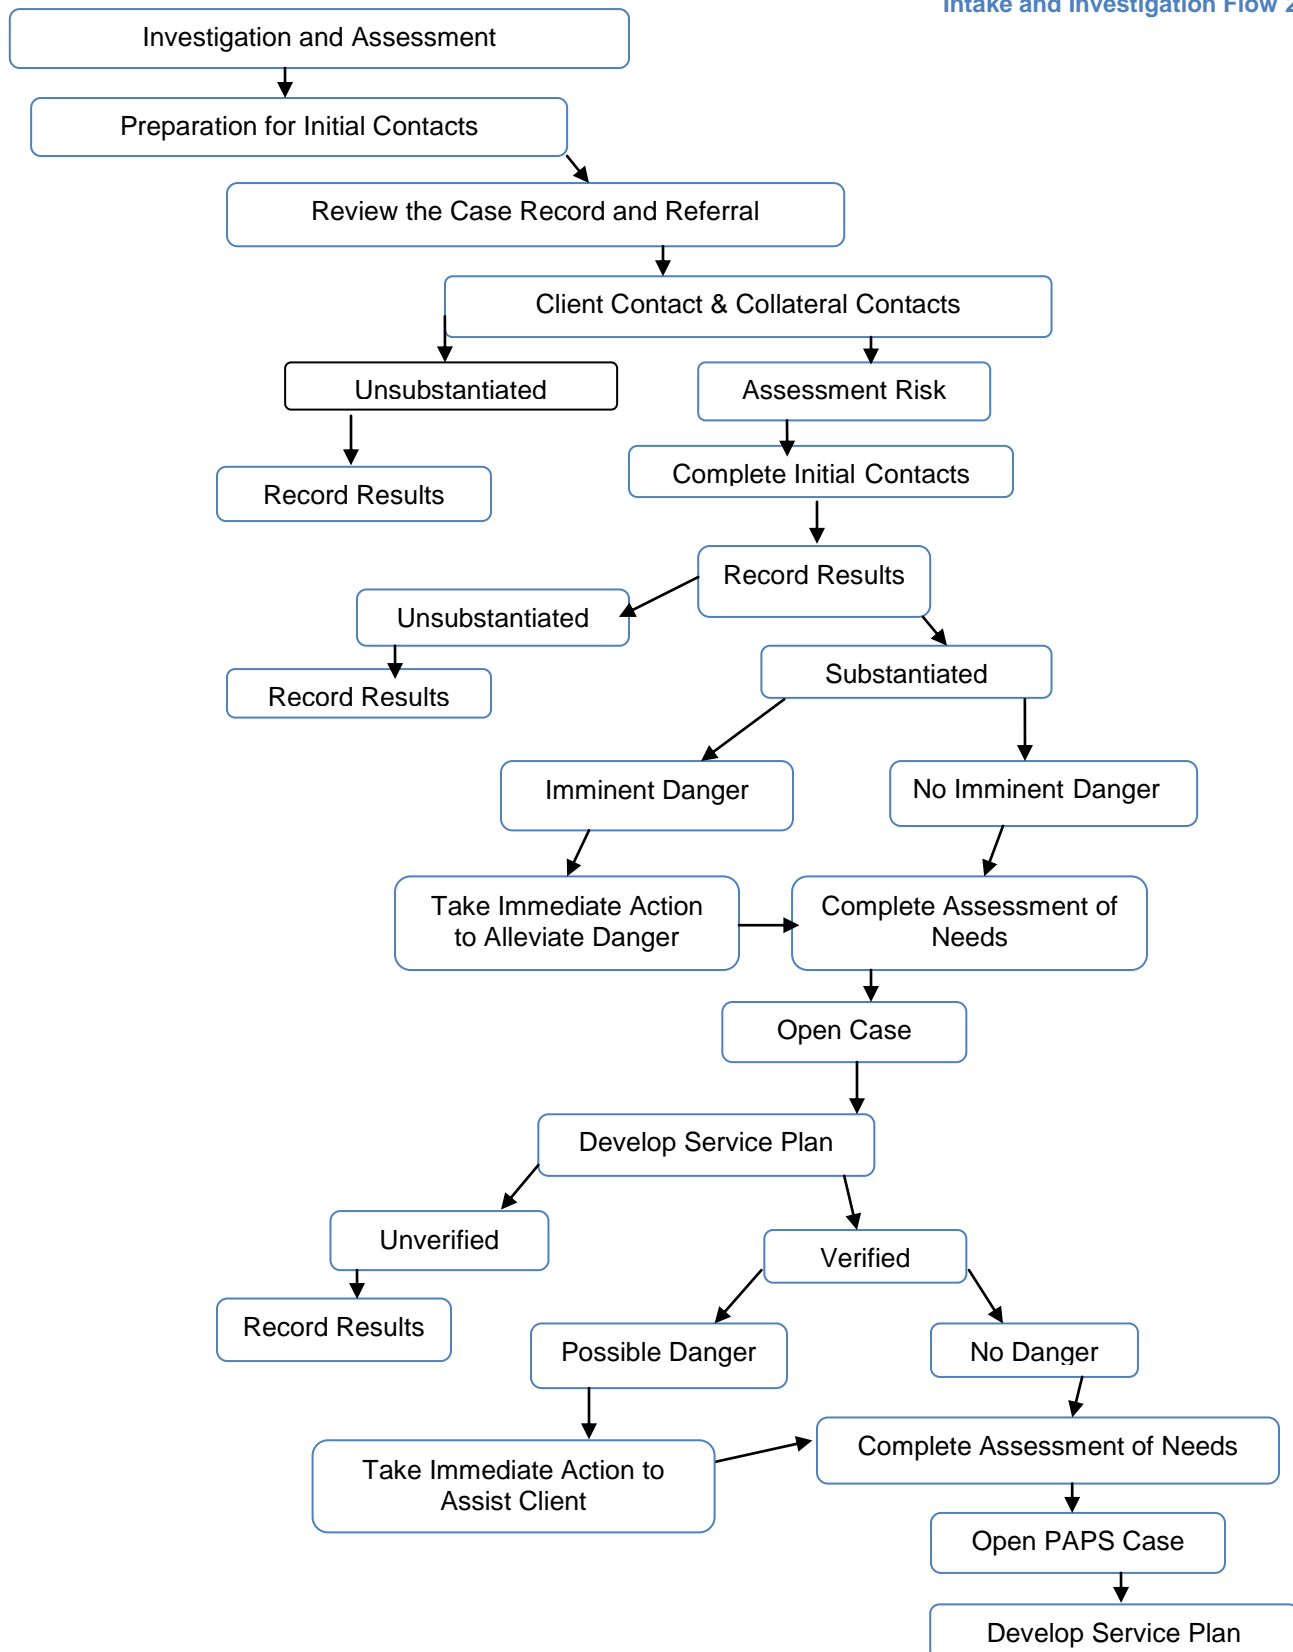 Intake and Investigation Flow 2
Investigation and Assessment
Preparation for Initial Contacts
Review the Case Record and Referral
Client Contact & Collateral Contacts
Unsubstantiated
Assessment Risk
Record Results
Complete Initial Contacts
Record Results
Unsubstantiated
Record Results
Substantiated
Imminent Danger
No Imminent Danger
Take Immediate Action
to Alleviate Danger
Complete Assessment of
Needs
Open Case
Develop Service Plan
Unverified
Verified
Record Results
Possible Danger
No Danger
Take Immediate Action to
Assist Client
Complete Assessment of Needs
Open PAPS Case
Develop Service Plan